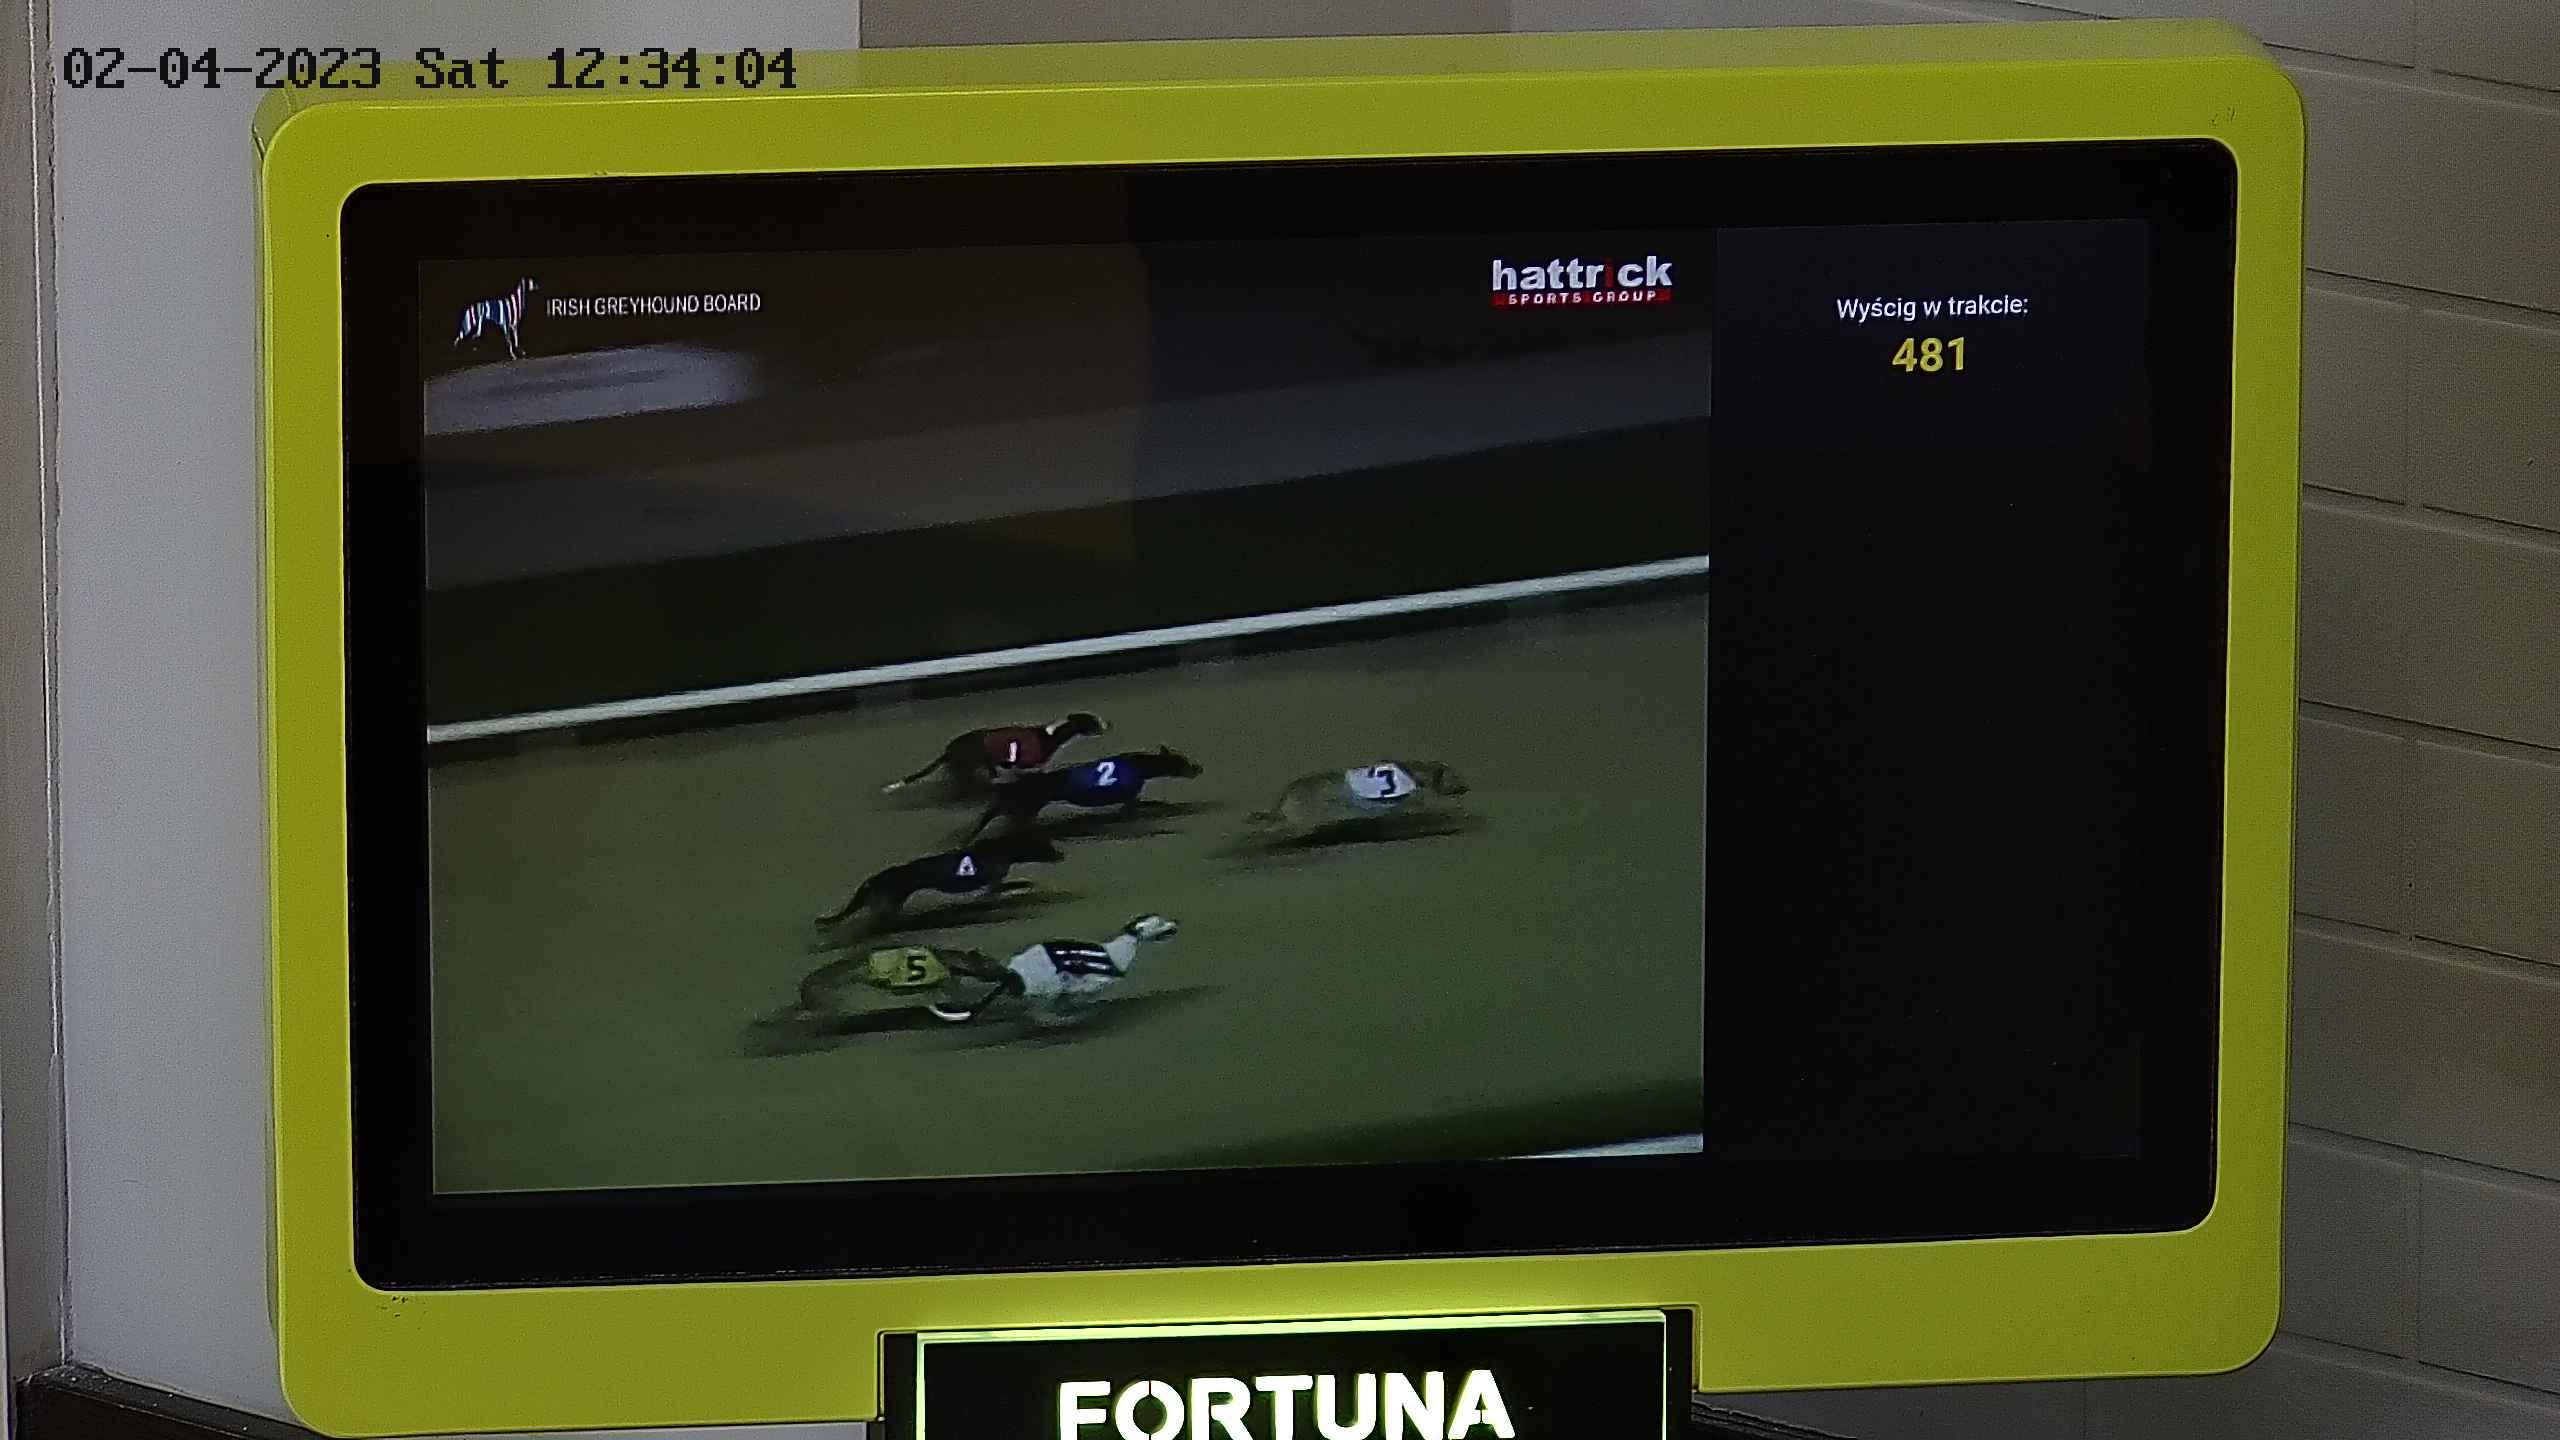 02-04-2023 Sat 12:34:04
IRISH GREYHOUND BOARD
hattrick
SPORTS GROUP
Wyścig w trakcie:
481
1
2
3
4
5
FORTUNA